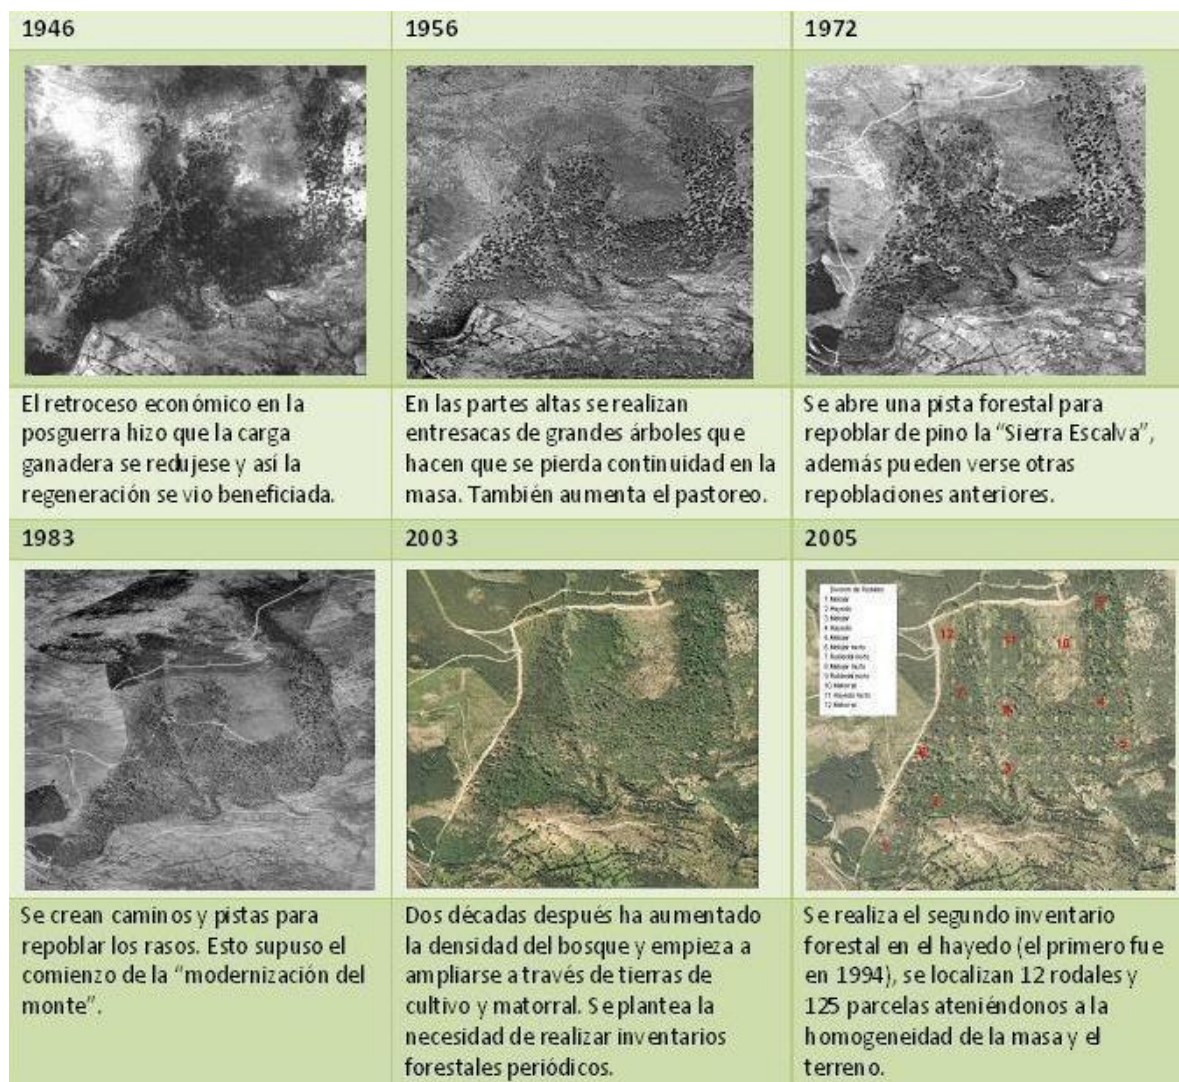 1946
1956
1972
El retroceso económico en la
posguerra hizo que la carga
ganadera se redujese y así la
regeneración se vio beneficiada.
En las partes altas se realizan
entresacas de grandes árboles que
hacen que se pierda continuidad en la
masa. También aumenta el pastoreo.
Se abre una pista forestal para
repoblar de pino la “Sierra Escalva”,
además pueden verse otras
repoblaciones anteriores.
1983
2003
2005
12
11
10
Se crean caminos y pistas para
repoblar los rasos. Esto supuso el
comienzo de la “modernización del
monte”.
Dos décadas después ha aumentado
la densidad del bosque y empieza a
ampliarse a través de tierras de
cultivo y matorral. Se plantea la
necesidad de realizar inventarios
forestales periódicos.
Se realiza el segundo inventario
forestal en el hayedo (el primero fue
en 1994), se localizan 12 rodales y
125 parcelas ateniéndonos a la
homogeneidad de la masa y el
terreno.